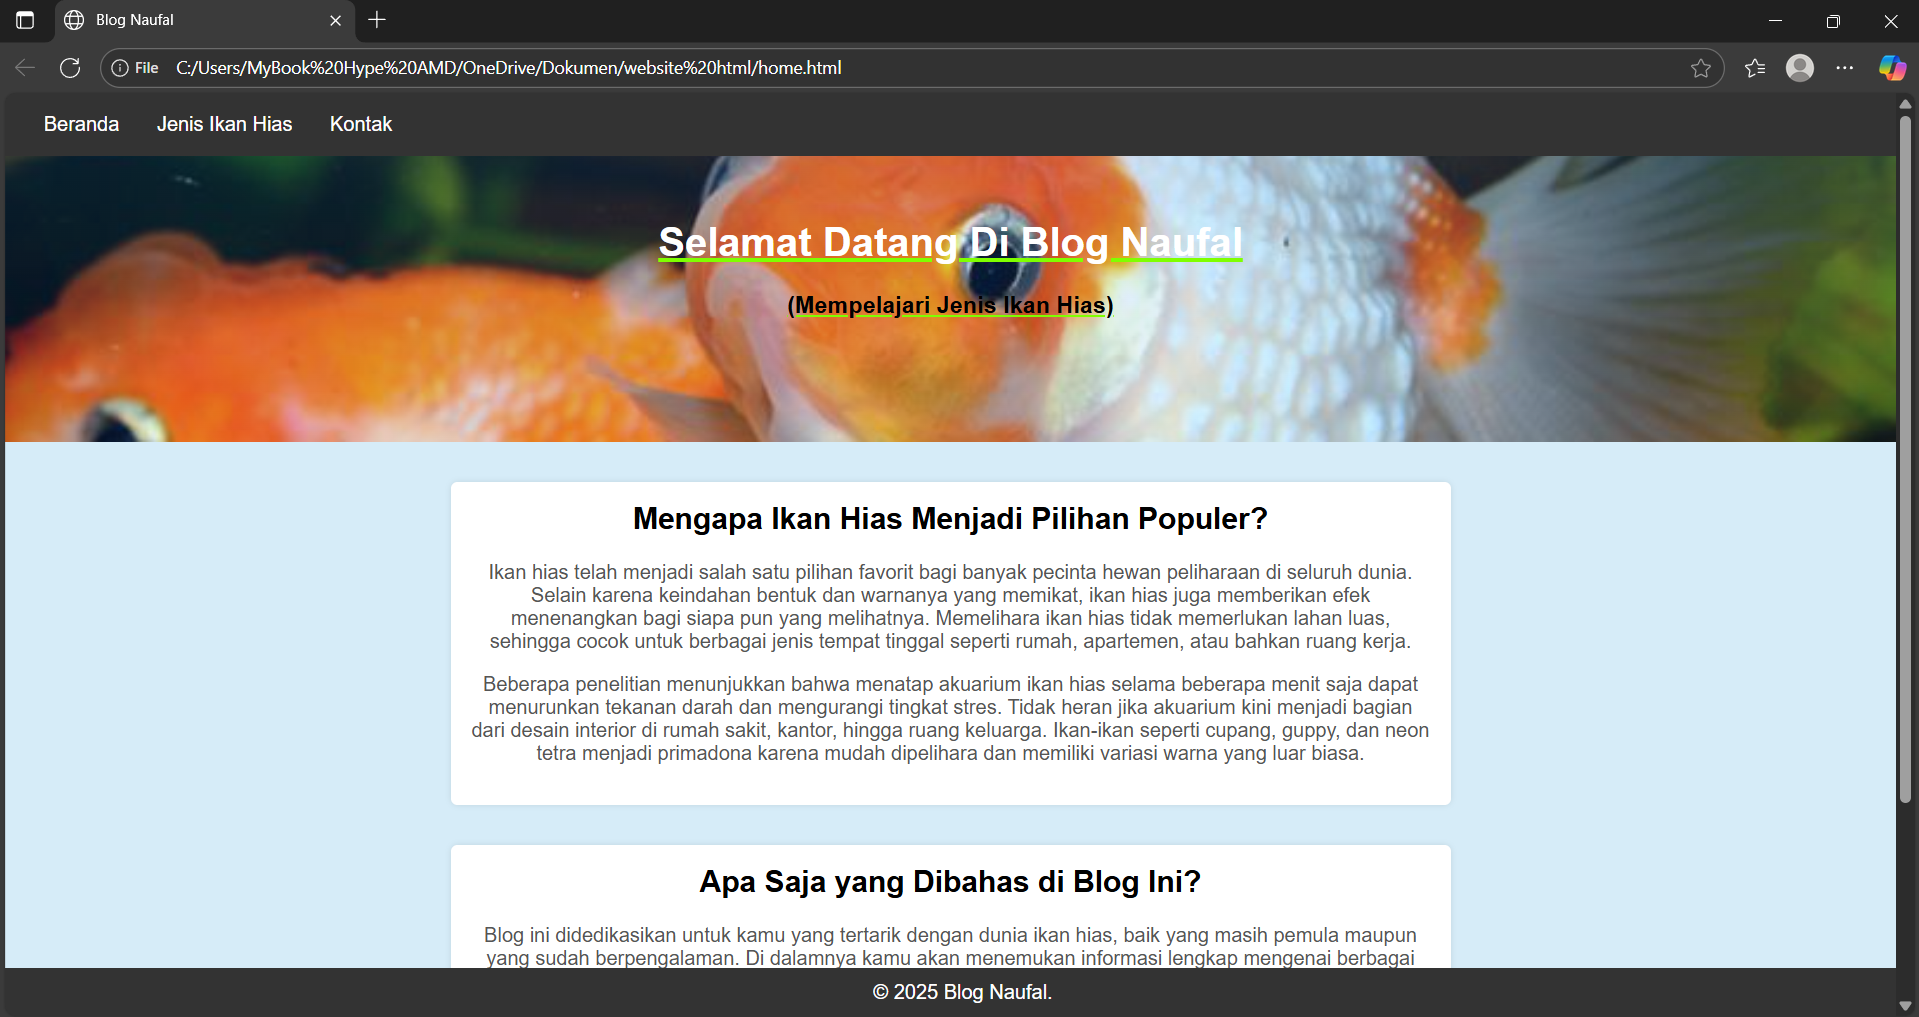 Blog Naufal
File C:/Users/MyBook%20Hype%20AMD/OneDrive/Dokumen/website%20html/home.html
Beranda Jenis Ikan Hias Kontak
Selamat Datang Di Blog Naufal
(Mempelajari Jenis Ikan Hias)
Mengapa Ikan Hias Menjadi Pilihan Populer?
Ikan hias telah menjadi salah satu pilihan favorit bagi banyak pecinta hewan peliharaan di seluruh dunia.
Selain karena keindahan bentuk dan warnanya yang memikat, ikan hias juga memberikan efek
menenangkan bagi siapa pun yang melihatnya. Memelihara ikan hias tidak memerlukan lahan luas,
sehingga cocok untuk berbagai jenis tempat tinggal seperti rumah, apartemen, atau bahkan ruang kerja.
Beberapa penelitian menunjukkan bahwa menatap akuarium ikan hias selama beberapa menit saja dapat
menurunkan tekanan darah dan mengurangi tingkat stres. Tidak heran jika akuarium kini menjadi bagian
dari desain interior di rumah sakit, kantor, hingga ruang keluarga. Ikan-ikan seperti cupang, guppy, dan neon
tetra menjadi primadona karena mudah dipelihara dan memiliki variasi warna yang luar biasa.
Apa Saja yang Dibahas di Blog Ini?
Blog ini didedikasikan untuk kamu yang tertarik dengan dunia ikan hias, baik yang masih pemula maupun
yang sudah berpengalaman. Di dalamnya kamu akan menemukan informasi lengkap mengenai berbagai
© 2025 Blog Naufal.